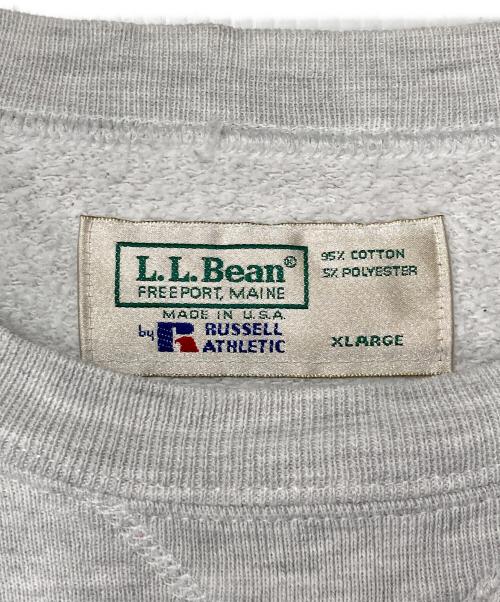 L.L.Bean®
FREEPORT, MAINE
MADE IN U.S.A.
by RUSSELL
ATHLETIC
95% COTTON
5% POLYESTER
XLARGE